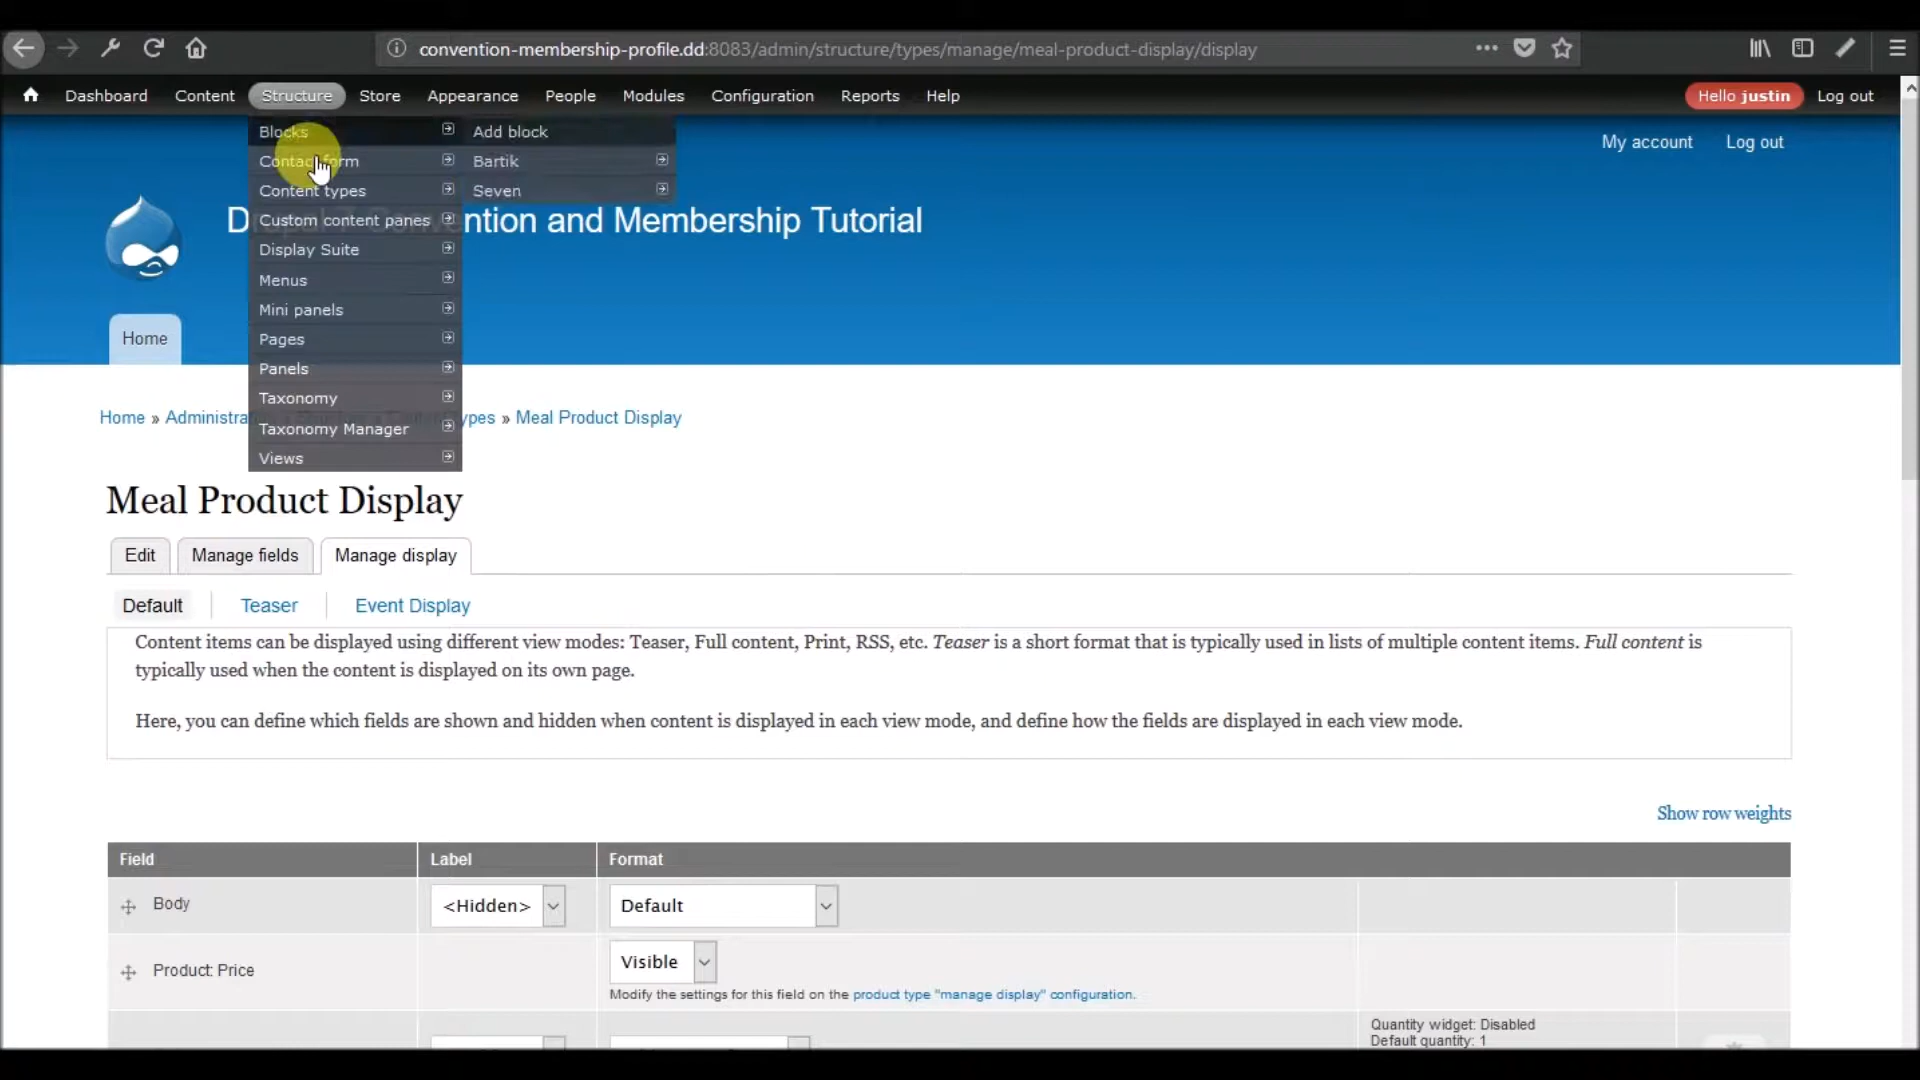 convention-membership-profile.dd:8083/admin/structure/types/manage/meal-product-display/display
Dashboard Content Structure Store Appearance People Modules Configuration Reports Help Hello justin Log out
Blocks Add block
Contact form Bartik
Content types Seven
Custom content panes
Display Suite
Menus
Mini panels
Pages
Panels
Taxonomy
Taxonomy Manager
Views
My account Log out
Drupal 7 Convention and Membership Tutorial
Home
Home » Administra ypes » Meal Product Display
Meal Product Display
Edit Manage fields Manage display
Default Teaser Event Display
Content items can be displayed using different view modes: Teaser, Full content, Print, RSS, etc. Teaser is a short format that is typically used in lists of multiple content items. Full content is
typically used when the content is displayed on its own page.
Here, you can define which fields are shown and hidden when content is displayed in each view mode, and define how the fields are displayed in each view mode.
Show row weights
Field Label Format
Body <Hidden> Default
Product: Price Visible
Modify the settings for this field on the product type "manage display" configuration.
Quantity widget: Disabled
Default quantity: 1